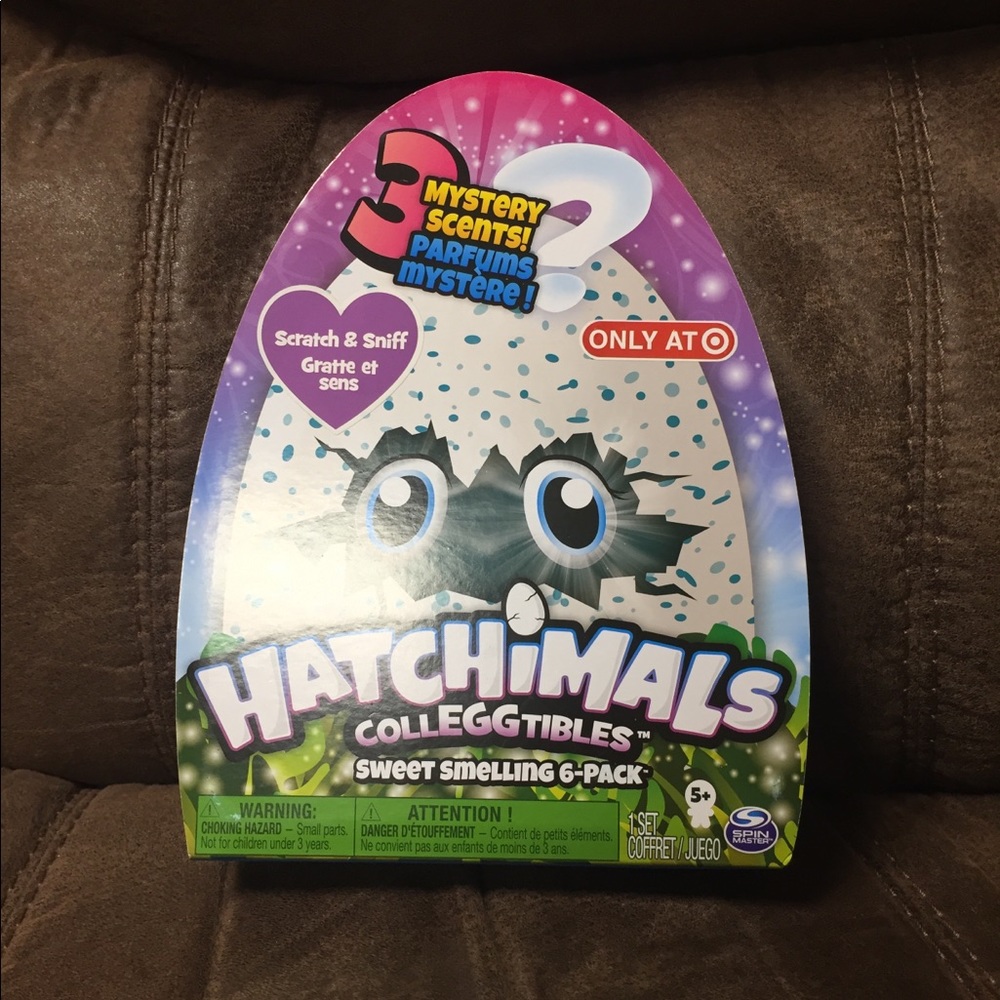 3
MYSTERY
SCENTS!
PARFUMS
MYSTÈRE !
?
Scratch & Sniff
Gratte et
sens
ONLY AT
HATCHiMALS
COLLEGGTIBLES™
SWEET SMELLING 6-PACK™
5+
WARNING:
CHOKING HAZARD – Small parts.
Not for children under 3 years.
ATTENTION !
DANGER D'ÉTOUFFEMENT – Contient de petits éléments.
Ne convient pas aux enfants de moins de 3 ans.
1 SET
COFFRET / JUEGO
SPIN
MASTER™